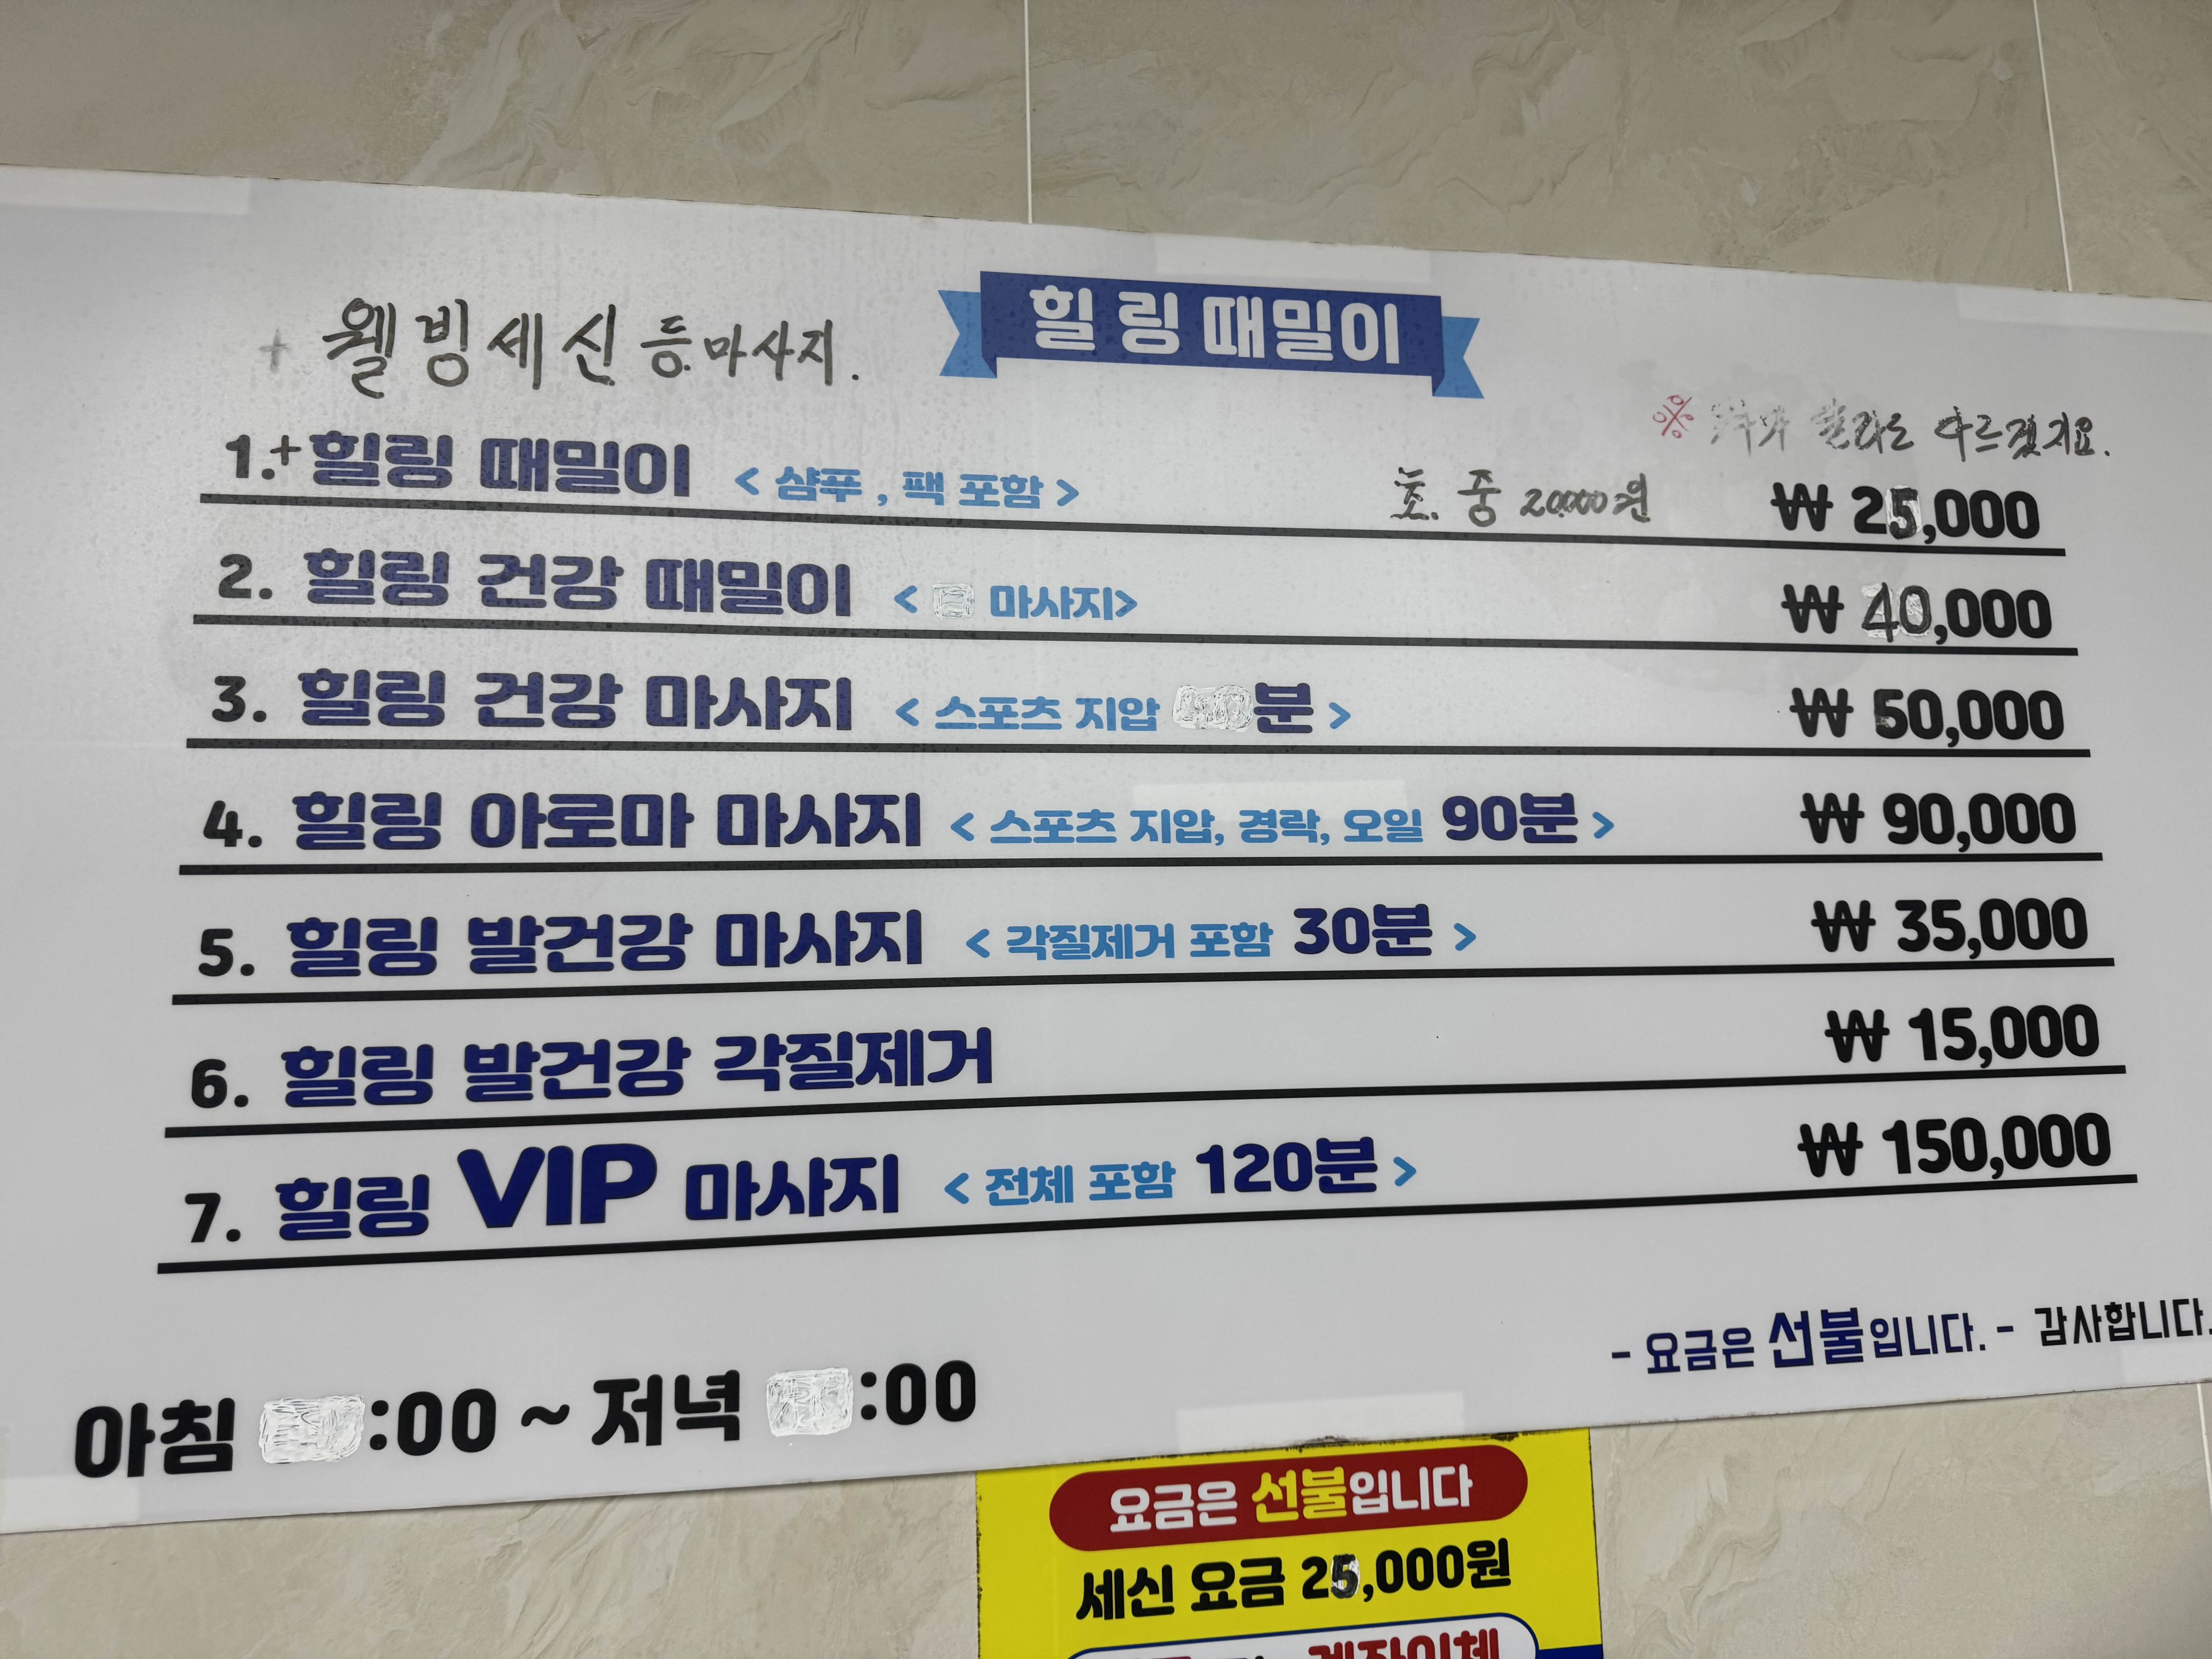 힐링 때밀이
+ 웰빙세신 등마사지.
※ 다르겠지요.
1.+힐링 때밀이 < 샴푸 , 팩 포함 > 초. 중 20000원 ₩ 25,000
2. 힐링 건강 때밀이 < 마사지> ₩ 40,000
3. 힐링 건강 마사지 < 스포츠 지압 분 > ₩ 50,000
4. 힐링 아로마 마사지 < 스포츠 지압, 경락, 오일 90분 > ₩ 90,000
5. 힐링 발건강 마사지 < 각질제거 포함 30분 > ₩ 35,000
6. 힐링 발건강 각질제거 ₩ 15,000
7. 힐링 VIP 마사지 < 전체 포함 120분 > ₩ 150,000
- 요금은 선불입니다. - 감사합니다.
아침 :00 ~ 저녁 :00
요금은 선불입니다
세신 요금 25,000원
계좌이체